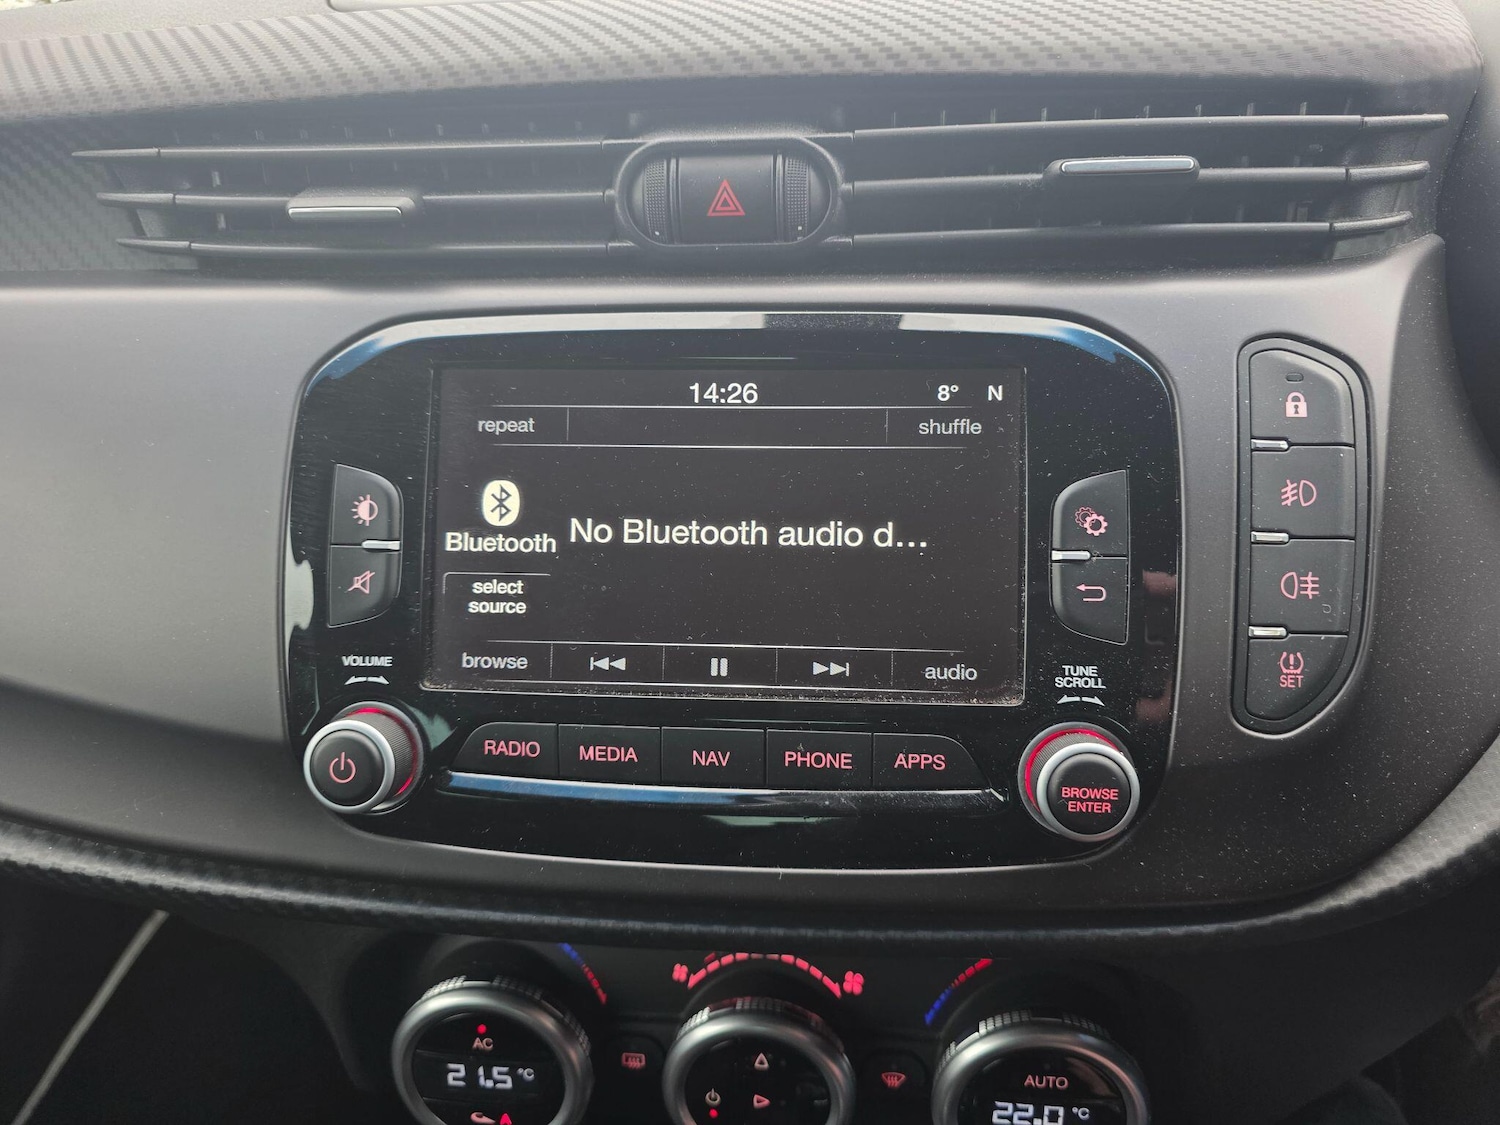 14:26 8° N
repeat shuffle
Bluetooth
No Bluetooth audio d...
select
source
browse audio
VOLUME
TUNE
SCROLL
SET
RADIO MEDIA NAV PHONE APPS
BROWSE
ENTER
AC
21.5 °C
AUTO
22.0 °C